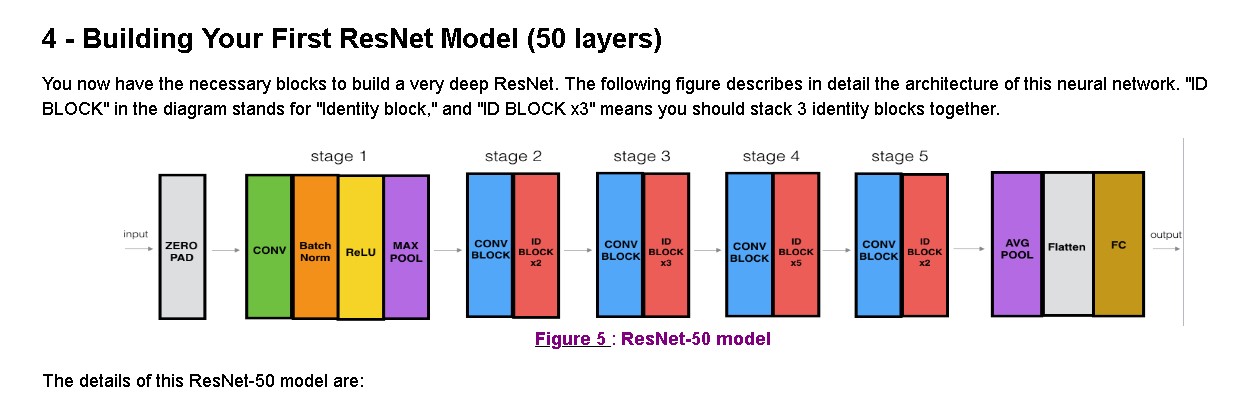 4 - Building Your First ResNet Model (50 layers)
You now have the necessary blocks to build a very deep ResNet. The following figure describes in detail the architecture of this neural network. "ID
BLOCK" in the diagram stands for "Identity block," and "ID BLOCK x3" means you should stack 3 identity blocks together.
stage 1
stage 2
stage 3
stage 4
stage 5
input
ZERO
PAD
CONV
Batch
Norm
ReLU
MAX
POOL
CONV
BLOCK
ID
BLOCK
x2
CONV
BLOCK
ID
BLOCK
x3
CONV
BLOCK
ID
BLOCK
x5
CONV
BLOCK
ID
BLOCK
x2
AVG
POOL
Flatten
FC
output
Figure 5 : ResNet-50 model
The details of this ResNet-50 model are: